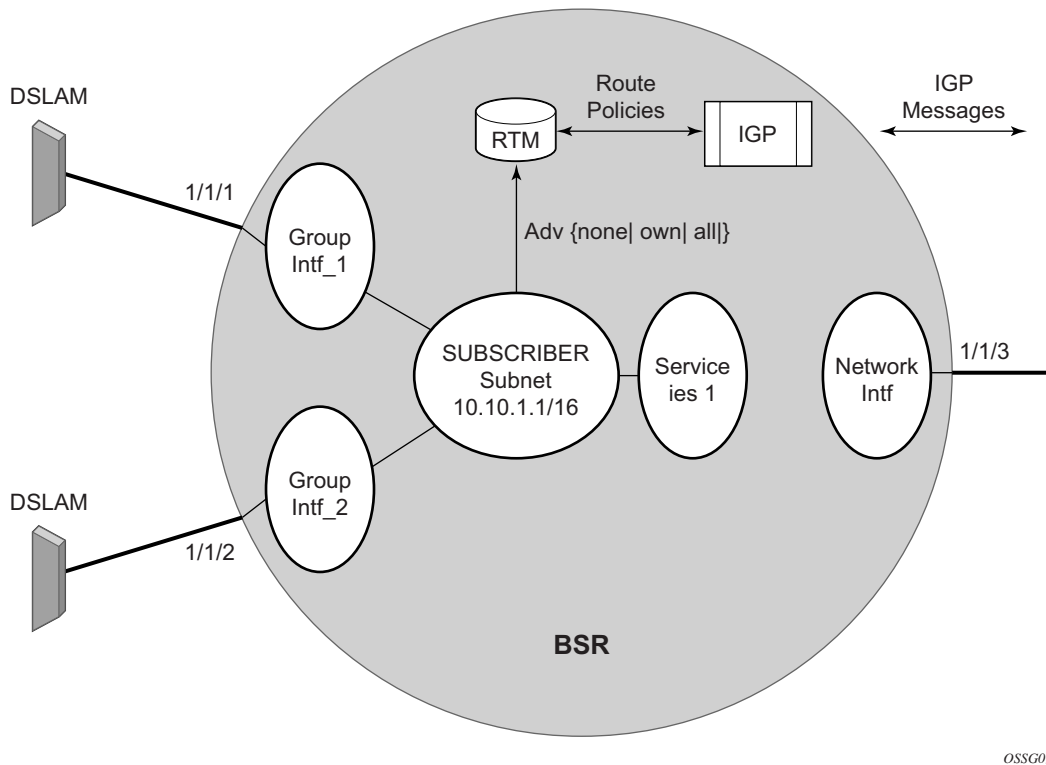 DSLAM
Route
Policies
IGP
Messages
RTM
IGP
1/1/1
Group
Intf_1
Adv {none| own| all|}
SUBSCRIBER
Subnet
10.10.1.1/16
Service
ies 1
Network
Intf
1/1/3
Group
Intf_2
DSLAM
1/1/2
BSR
OSSG0